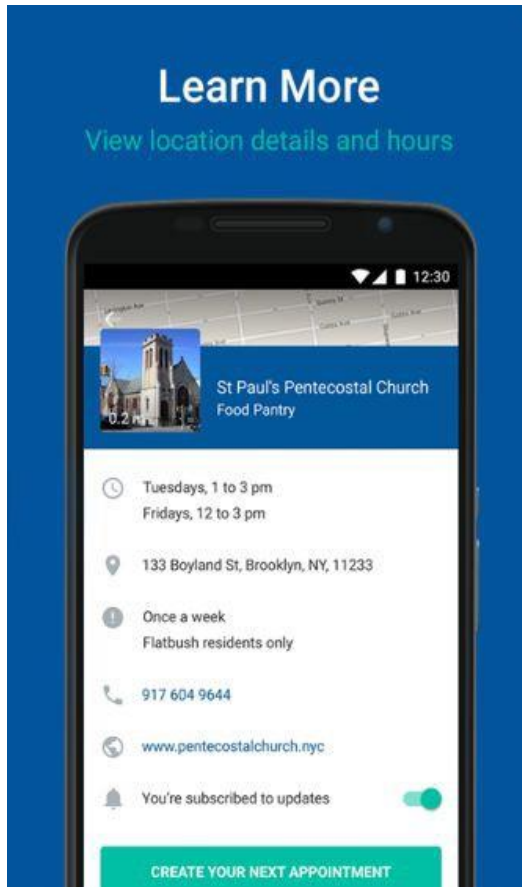 Learn More
View location details and hours
12:30
0.2
St Paul's Pentecostal Church
Food Pantry
Tuesdays, 1 to 3 pm
Fridays, 12 to 3 pm
133 Boyland St, Brooklyn, NY, 11233
Once a week
Flatbush residents only
917 604 9644
www.pentecostalchurch.nyc
You're subscribed to updates
CREATE YOUR NEXT APPOINTMENT